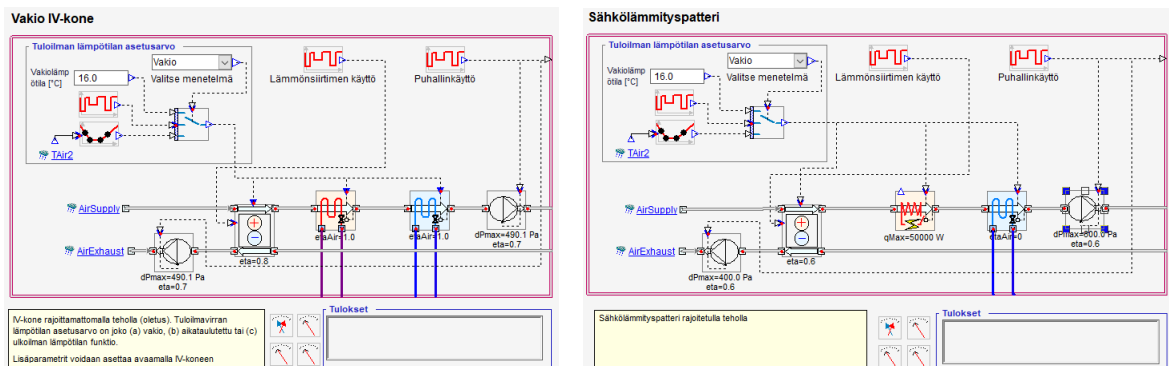 Vakio IV-kone
Tuloilman lämpötilan asetusarvo
Vakio
Vakiolämp
ötila [°C]
16.0
Valitse menetelmä
Lämmönsiirtimen käyttö
Puhallinkäyttö
TAir2
AirSupply
etaAir=1.0
etaAir=1.0
dPmax=490.1 Pa
eta=0.7
AirExhaust
eta=0.8
dPmax=490.1 Pa
eta=0.7
IV-kone rajoittamattomalla teholla (oletus). Tuloilmavirran
lämpötilan asetusarvo on joko (a) vakio, (b) aikataulutettu tai (c)
ulkoilman lämpötilan funktio.
Lisäparametrit voidaan asettaa avaamalla IV-koneen
Tulokset
Sähkölämmityspatteri
Tuloilman lämpötilan asetusarvo
Vakio
Vakiolämp
ötila [°C]
16.0
Valitse menetelmä
Lämmönsiirtimen käyttö
Puhallinkäyttö
TAir2
AirSupply
qMax=50000 W
etaAir=0
dPmax=600.0 Pa
eta=0.6
AirExhaust
eta=0.6
dPmax=400.0 Pa
eta=0.6
Sähkölämmityspatteri rajoitetulla teholla
Tulokset